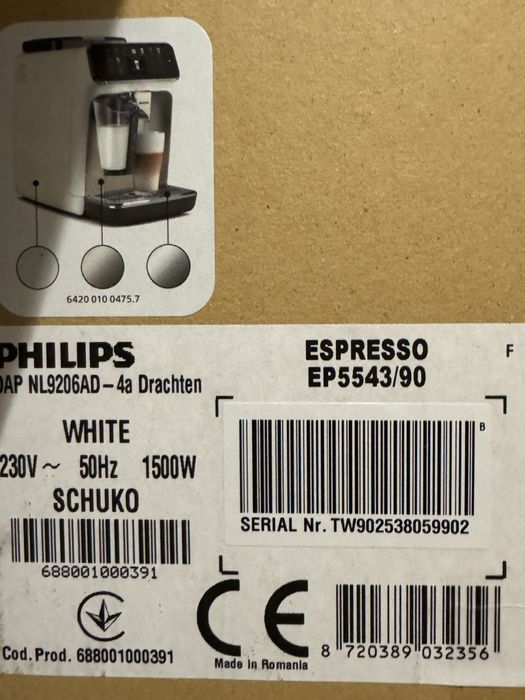 6420 010 0475.7
PHILIPS
DAP NL9206AD – 4a Drachten
WHITE
230V ~ 50Hz 1500W
SCHUKO
688001000391
Cod. Prod. 688001000391
ESPRESSO
EP5543/90
F
B
SERIAL Nr. TW902538059902
CE
Made in Romania
8 720389 032356